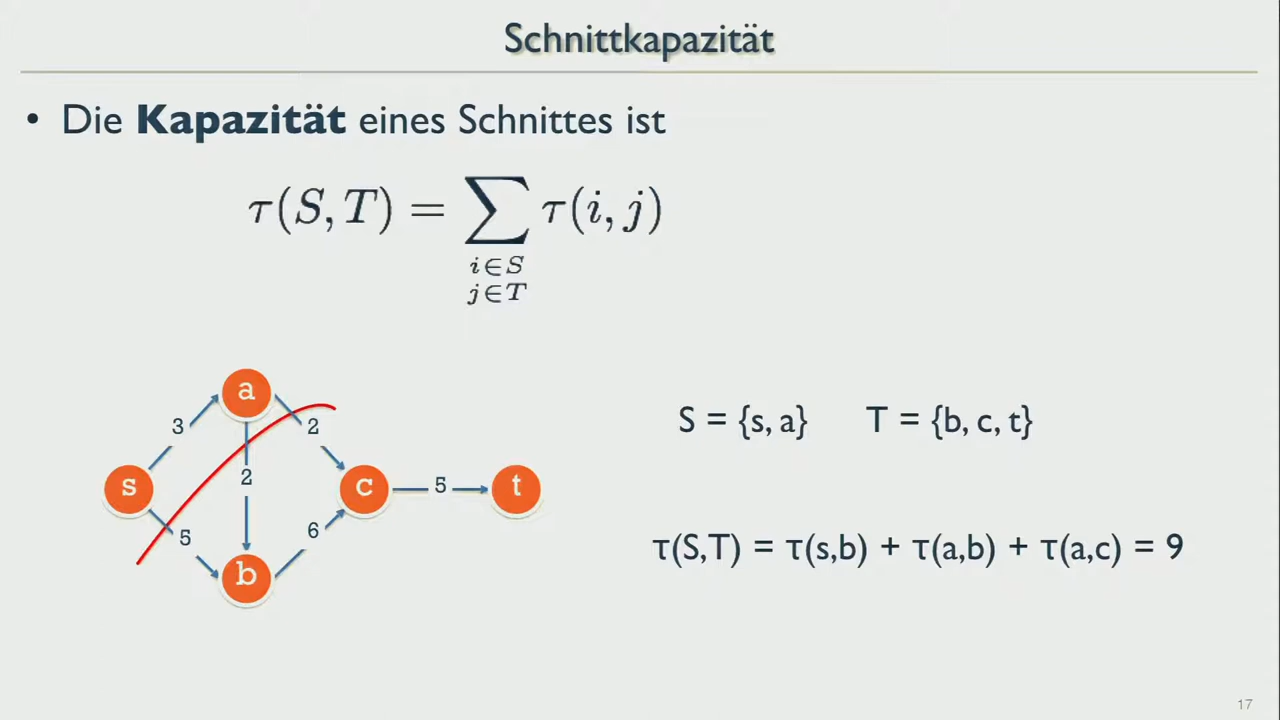 Schnittkapazität
• Die Kapazität eines Schnittes ist
τ(S, T) = ∑ τ(i, j)
i∈S
j∈T
a
3
2
S = {s, a} T = {b, c, t}
s
2
c
5
t
5
6
τ(S,T) = τ(s,b) + τ(a,b) + τ(a,c) = 9
b
17